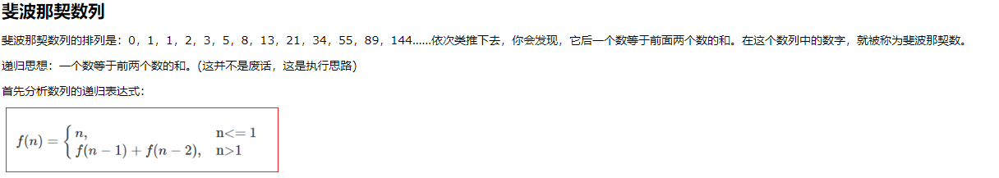 斐波那契数列
斐波那契数列的排列是：0，1，1，2，3，5，8，13，21，34，55，89，144……依次类推下去，你会发现，它后一个数等于前面两个数的和。在这个数列中的数字，就被称为斐波那契数。
递归思想：一个数等于前两个数的和。(这并不是废话，这是执行思路)
首先分析数列的递归表达式：
f(n) = { n, n<= 1
f(n − 1) + f(n − 2), n>1